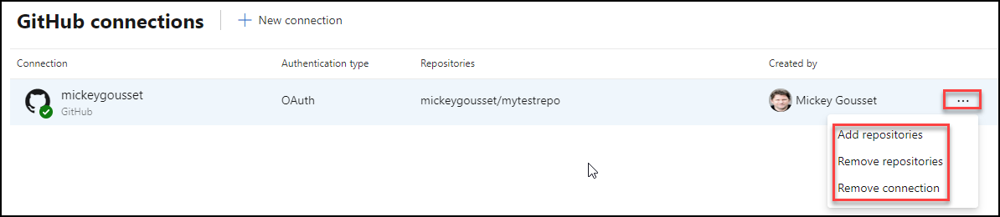 GitHub connections
New connection
Connection Authentication type Repositories Created by
mickeygousset
GitHub
OAuth
mickeygousset/mytestrepo
Mickey Gousset
...
Add repositories
Remove repositories
Remove connection